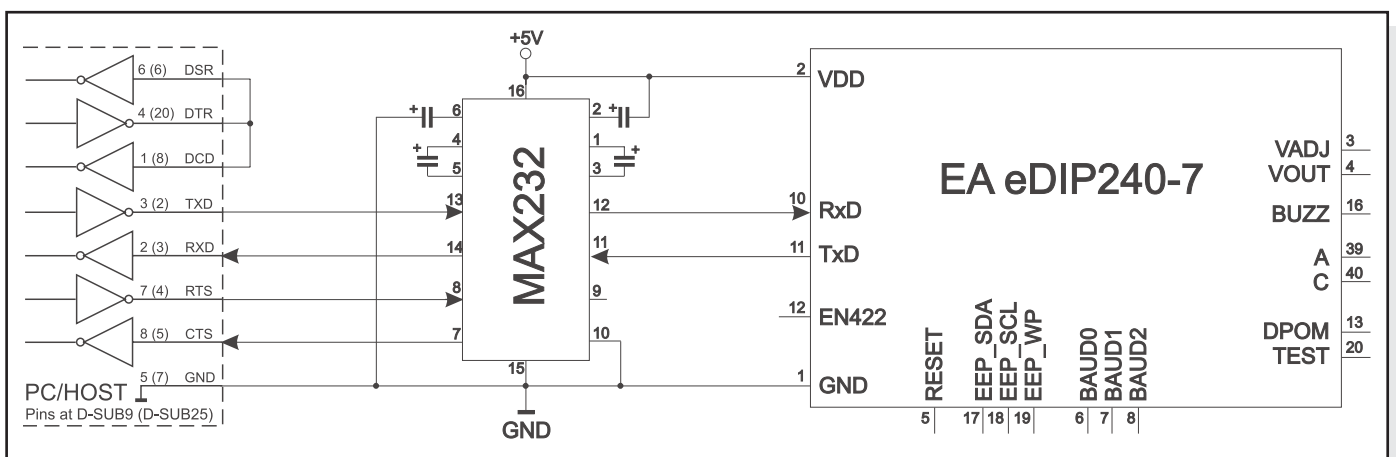 +5V
6 (6) DSR
4 (20) DTR
1 (8) DCD
3 (2) TXD
2 (3) RXD
7 (4) RTS
8 (5) CTS
5 (7) GND
PC/HOST
Pins at D-SUB9 (D-SUB25)
16
+ 6
2 +
+ 4
1 +
5
3
13
12
14
11
8
9
7
10
15
MAX232
GND
EA eDIP240-7
2 VDD
10 RxD
11 TxD
12 EN422
1 GND
RESET
5
EEP_SDA
17
EEP_SCL
18
EEP_WP
19
BAUD0
6
BAUD1
7
BAUD2
8
VADJ 3
VOUT 4
BUZZ 16
A 39
C 40
DPOM 13
TEST 20